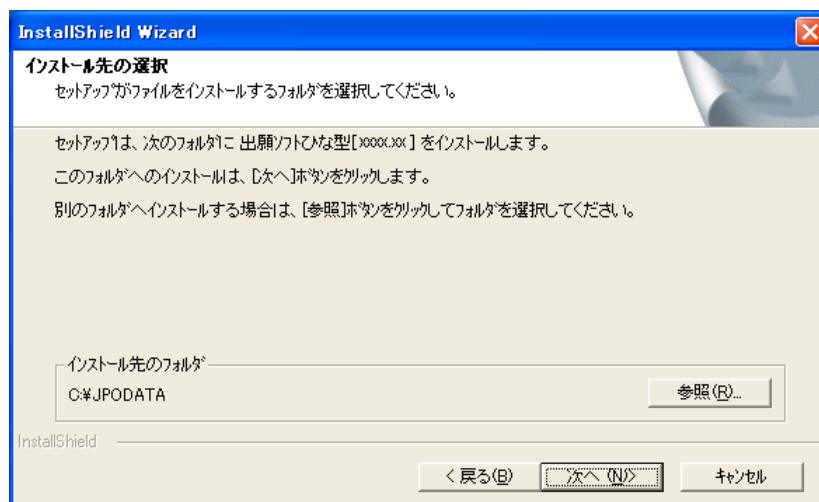 InstallShield Wizard
インストール先の選択
セットアップがファイルをインストールするフォルダを選択してください。
セットアップは、次のフォルダに 出願ソフトひな型[xxxx.xx] をインストールします。
このフォルダへのインストールは、[次へ]ボタンをクリックします。
別のフォルダへインストールする場合は、[参照]ボタンをクリックしてフォルダを選択してください。
インストール先のフォルダ
C:¥JPODATA
参照(R)...
InstallShield
< 戻る(B)
次へ (N)>
キャンセル